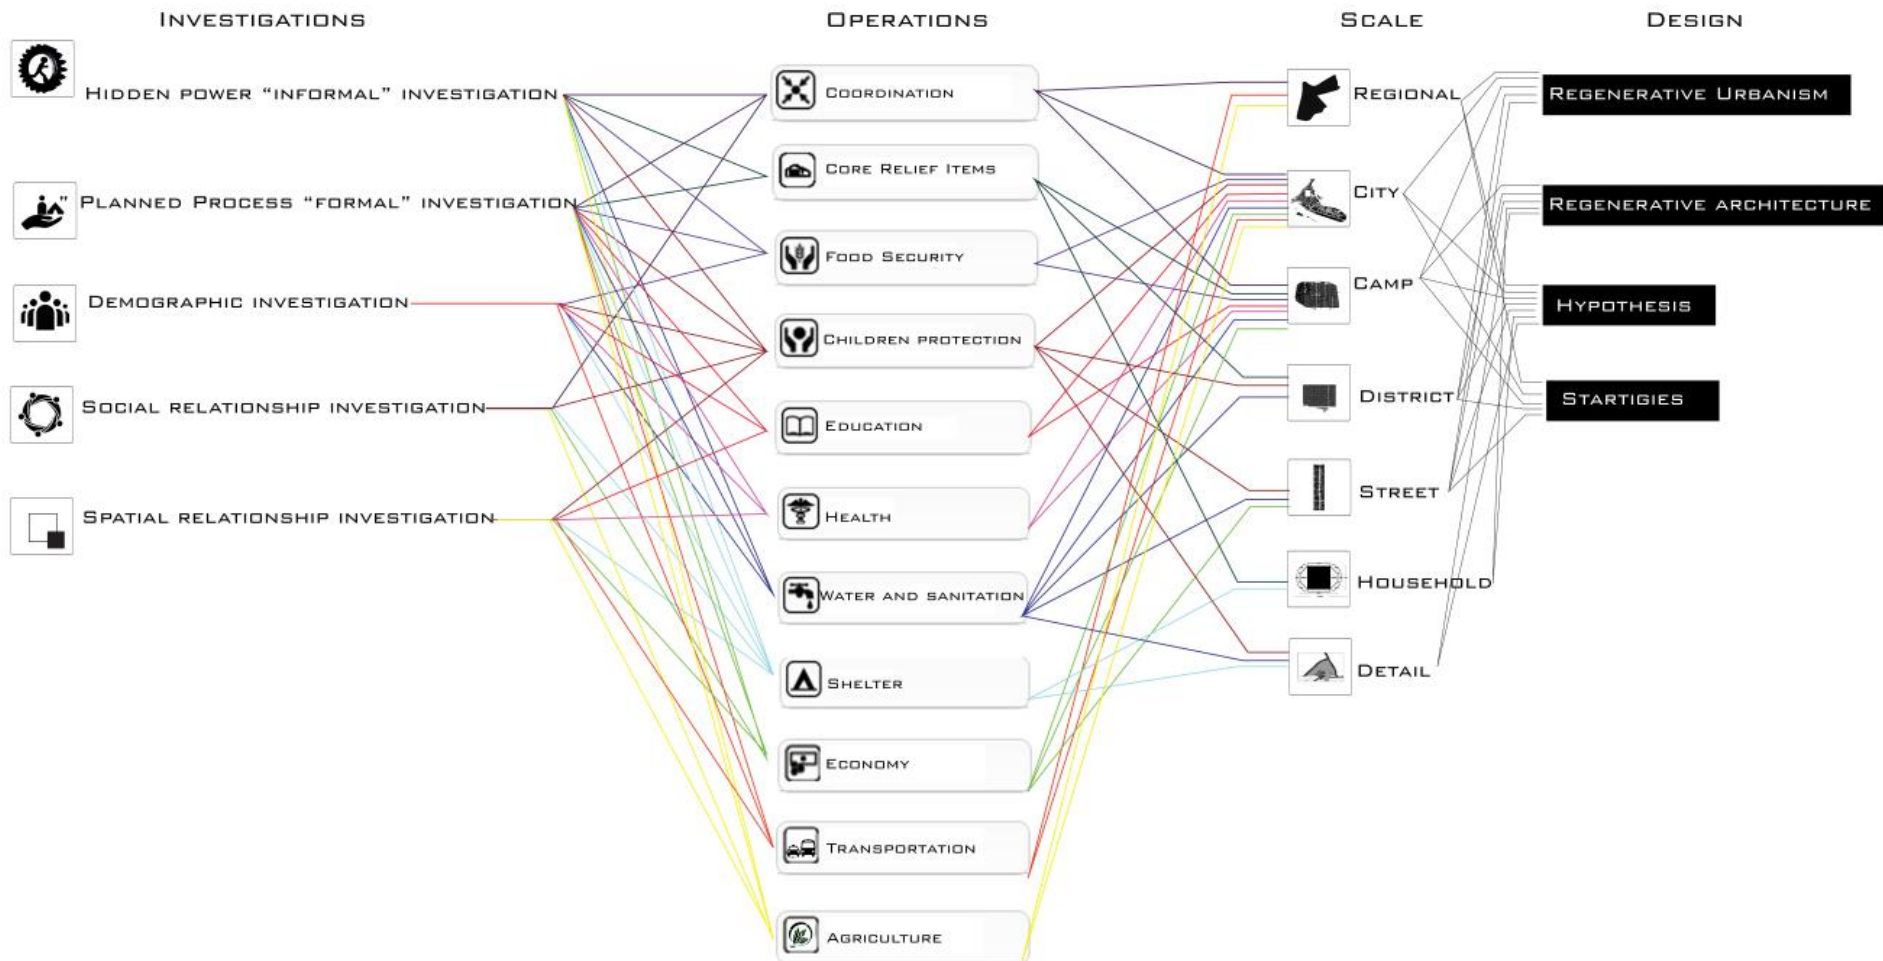 INVESTIGATIONS
OPERATIONS
SCALE
DESIGN
HIDDEN POWER “INFORMAL” INVESTIGATION
PLANNED PROCESS “FORMAL” INVESTIGATION
DEMOGRAPHIC INVESTIGATION
SOCIAL RELATIONSHIP INVESTIGATION
SPATIAL RELATIONSHIP INVESTIGATION
COORDINATION
CORE RELIEF ITEMS
FOOD SECURITY
CHILDREN PROTECTION
EDUCATION
HEALTH
WATER AND SANITATION
SHELTER
ECONOMY
TRANSPORTATION
AGRICULTURE
REGIONAL
CITY
CAMP
DISTRICT
STREET
HOUSEHOLD
DETAIL
REGENERATIVE URBANISM
REGENERATIVE ARCHITECTURE
HYPOTHESIS
STARTIGIES